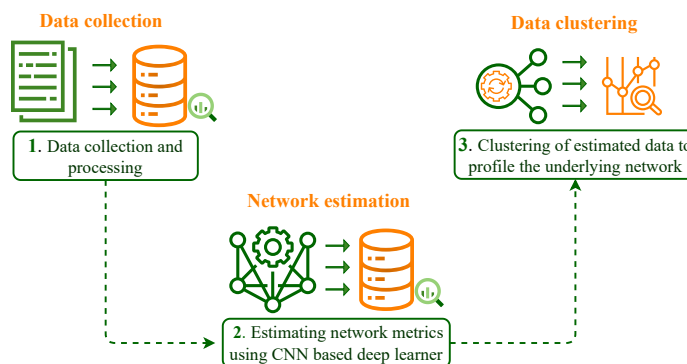 Data collection
1. Data collection and
processing
Network estimation
2. Estimating network metrics
using CNN based deep learner
Data clustering
3. Clustering of estimated data to
profile the underlying network